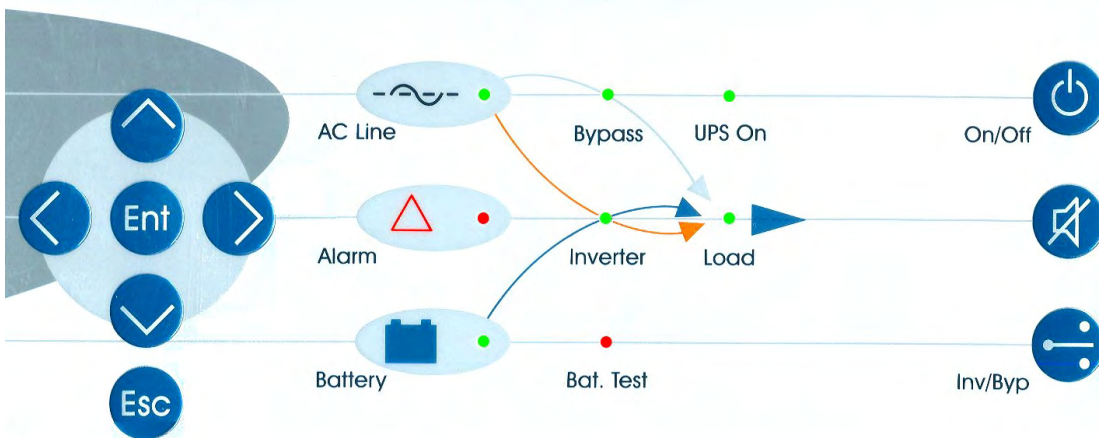 AC Line
Bypass
UPS On
On/Off
Ent
Alarm
Inverter
Load
Battery
Bat. Test
Inv/Byp
Esc